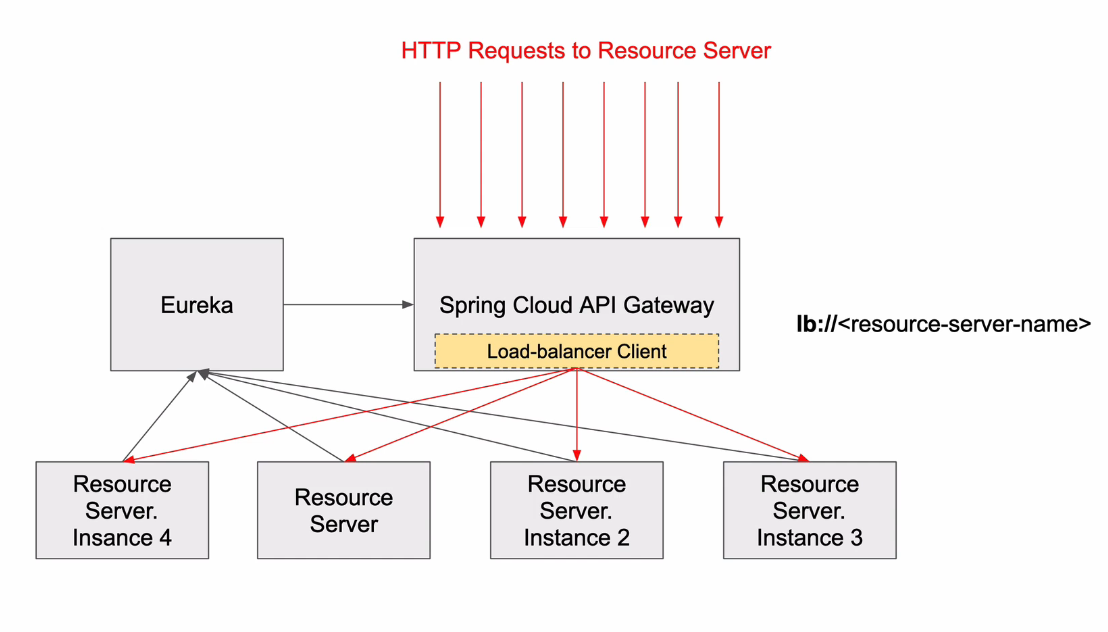 HTTP Requests to Resource Server
Eureka
Spring Cloud API Gateway
lb://<resource-server-name>
Load-balancer Client
Resource
Server.
Insance 4
Resource
Server
Resource
Server.
Instance 2
Resource
Server.
Instance 3